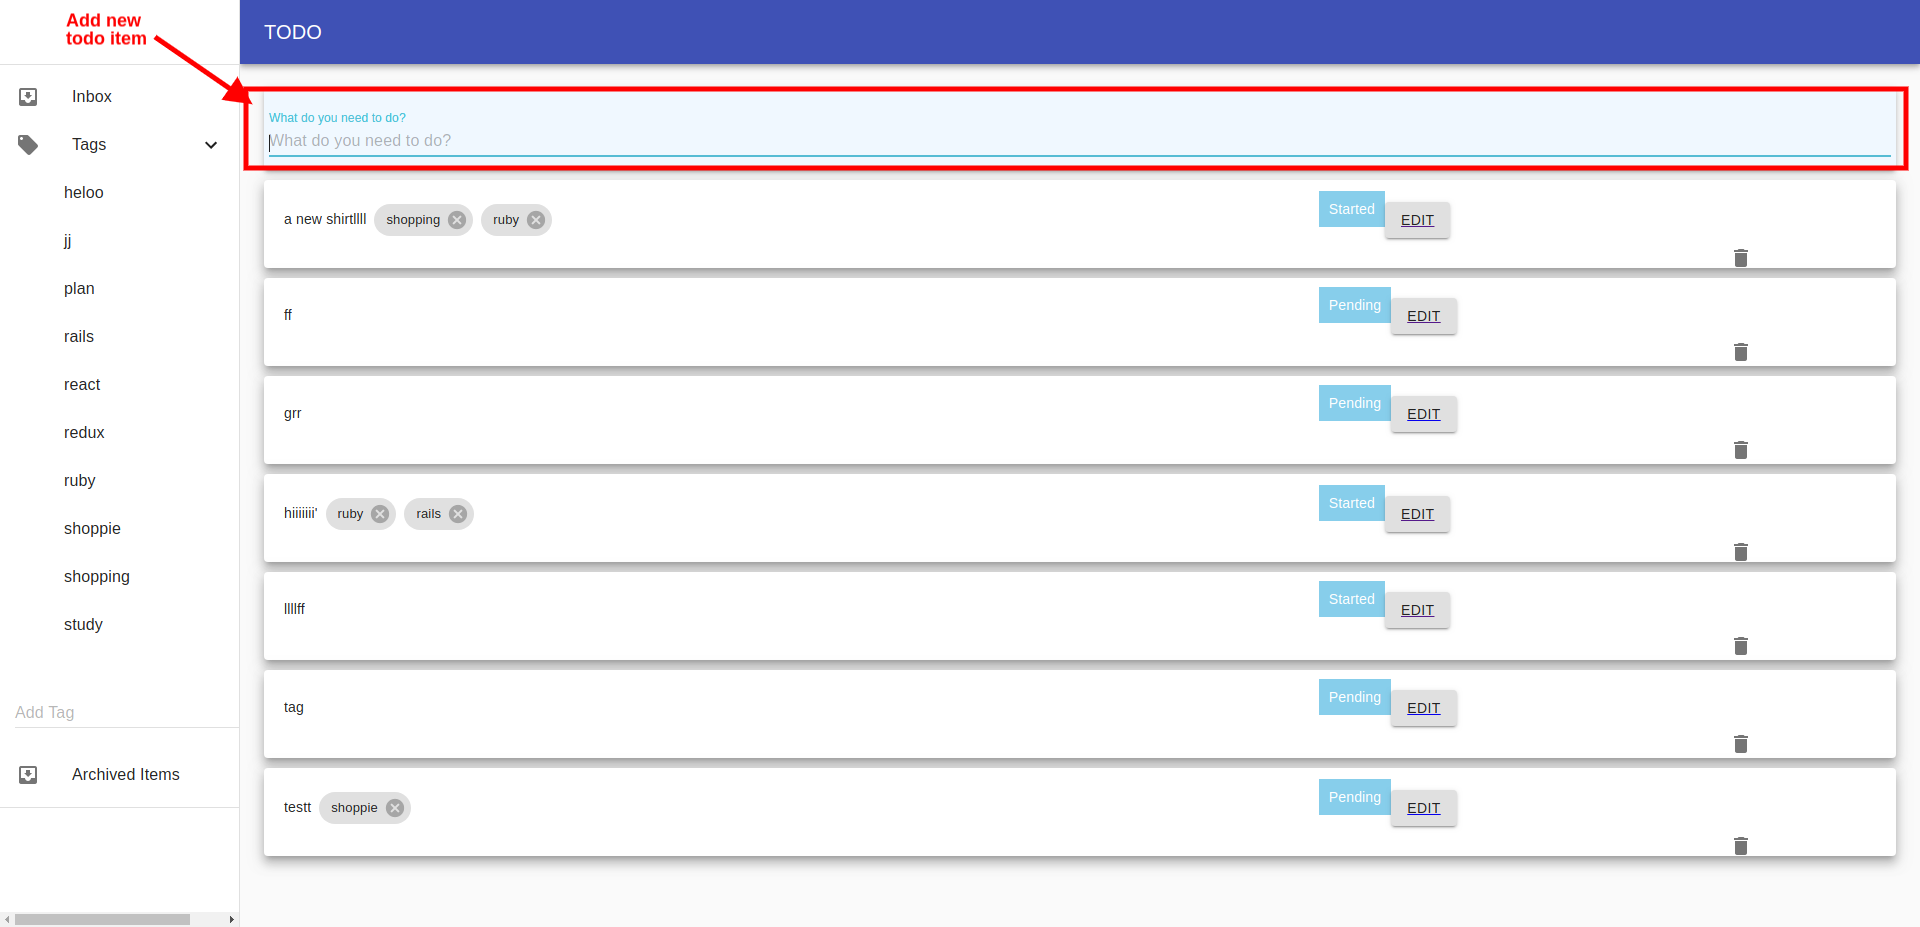 Add new
todo item
TODO
Inbox
Tags
heloo
jj
plan
rails
react
redux
ruby
shoppie
shopping
study
Add Tag
Archived Items
What do you need to do?
What do you need to do?
a new shirtllll shopping ruby Started EDIT
ff Pending EDIT
grr Pending EDIT
hiiiiiii' ruby rails Started EDIT
llllff Started EDIT
tag Pending EDIT
testt shoppie Pending EDIT